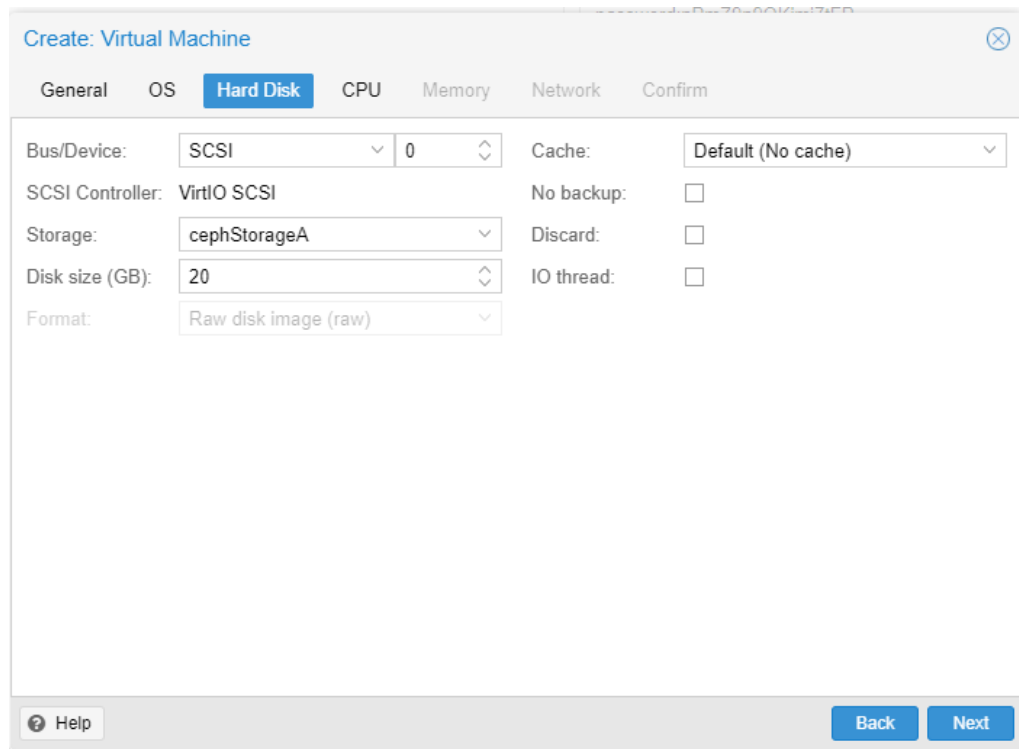 Create: Virtual Machine
General OS Hard Disk CPU Memory Network Confirm
Bus/Device: SCSI 0 Cache: Default (No cache)
SCSI Controller: VirtIO SCSI No backup:
Storage: cephStorageA Discard:
Disk size (GB): 20 IO thread:
Format: Raw disk image (raw)
Help Back Next